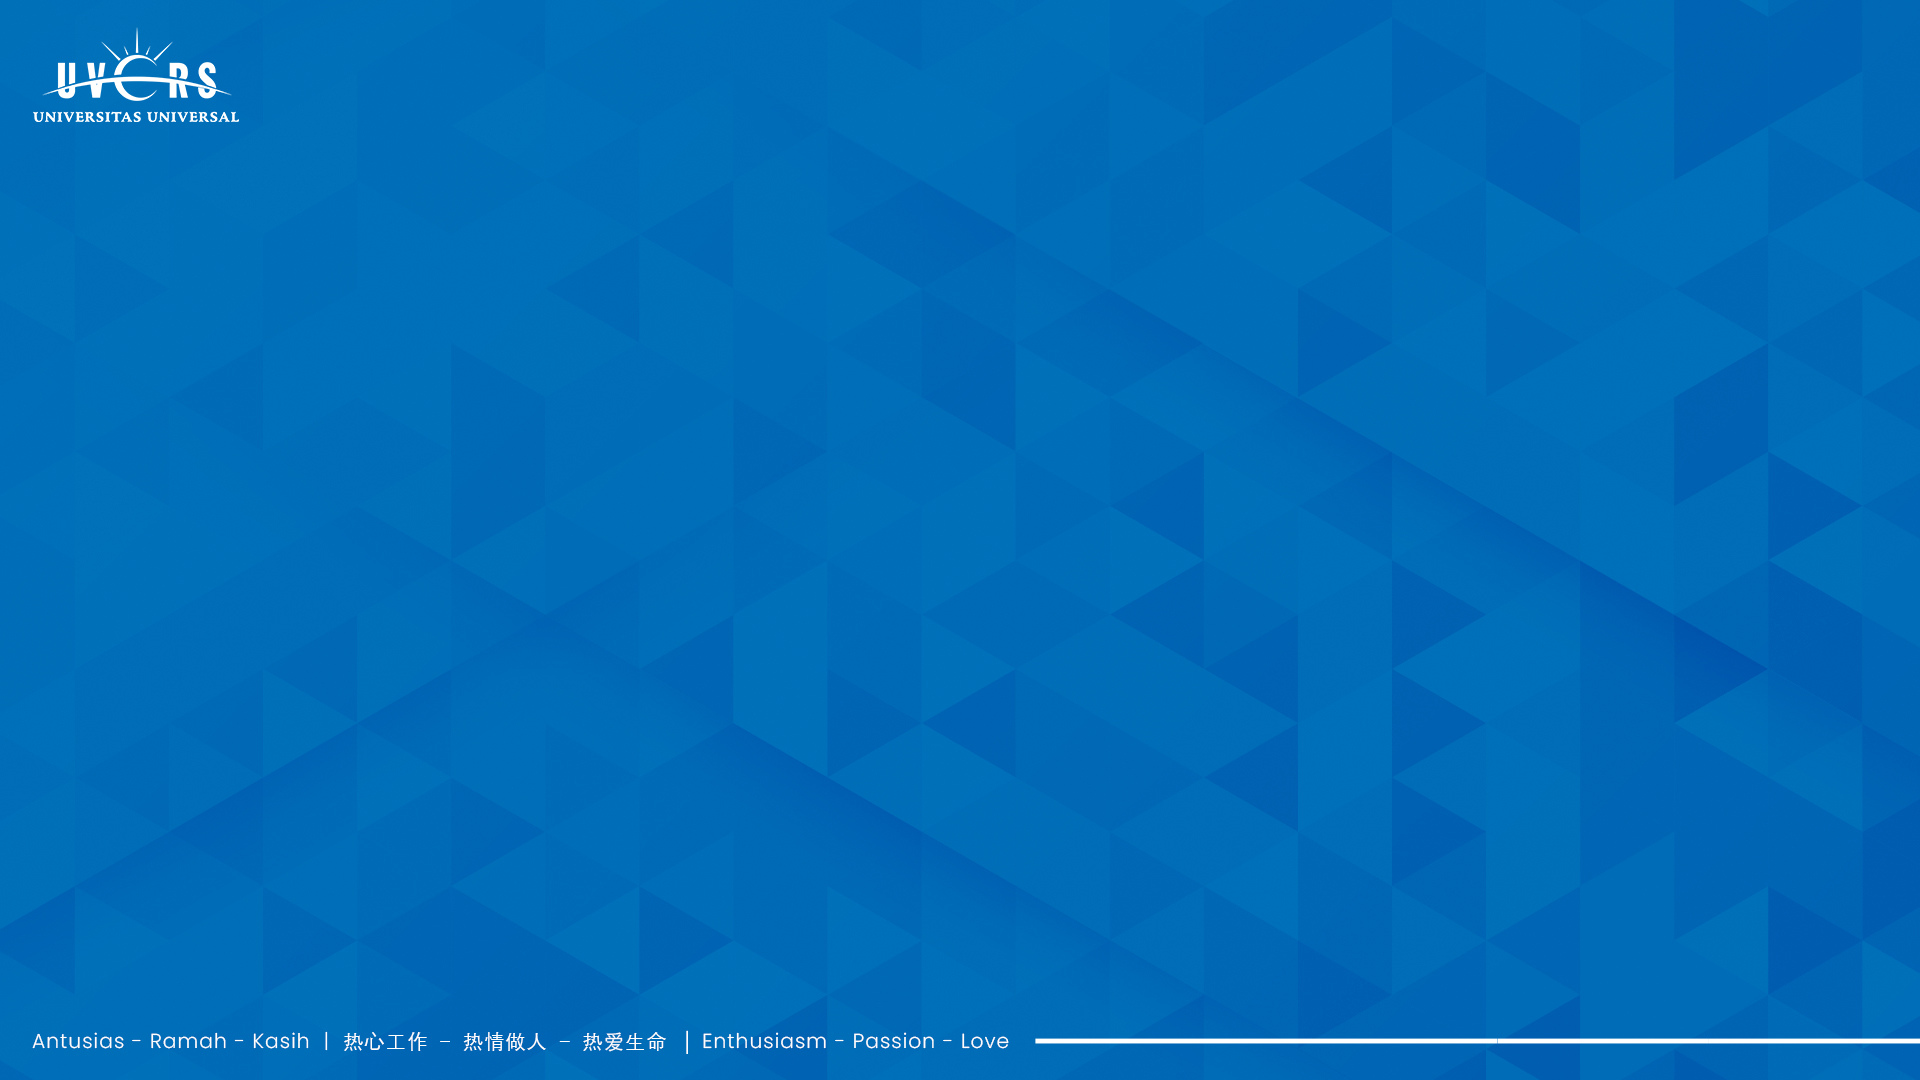 UVERS
UNIVERSITAS UNIVERSAL
Antusias - Ramah - Kasih | 热心工作 - 热情做人 - 热爱生命 | Enthusiasm - Passion - Love